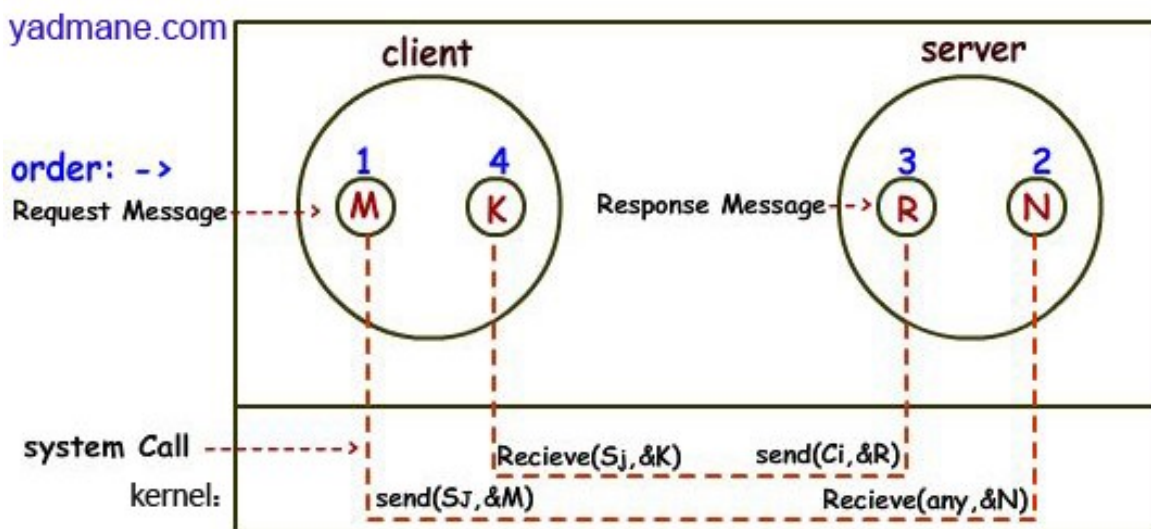 yadmane.com
client
server
order: ->
1
4
3
2
Request Message
M
K
Response Message
R
N
system Call
Recieve(Sj,&K)
send(Ci,&R)
kernel:
send(SJ,&M)
Recieve(any,&N)